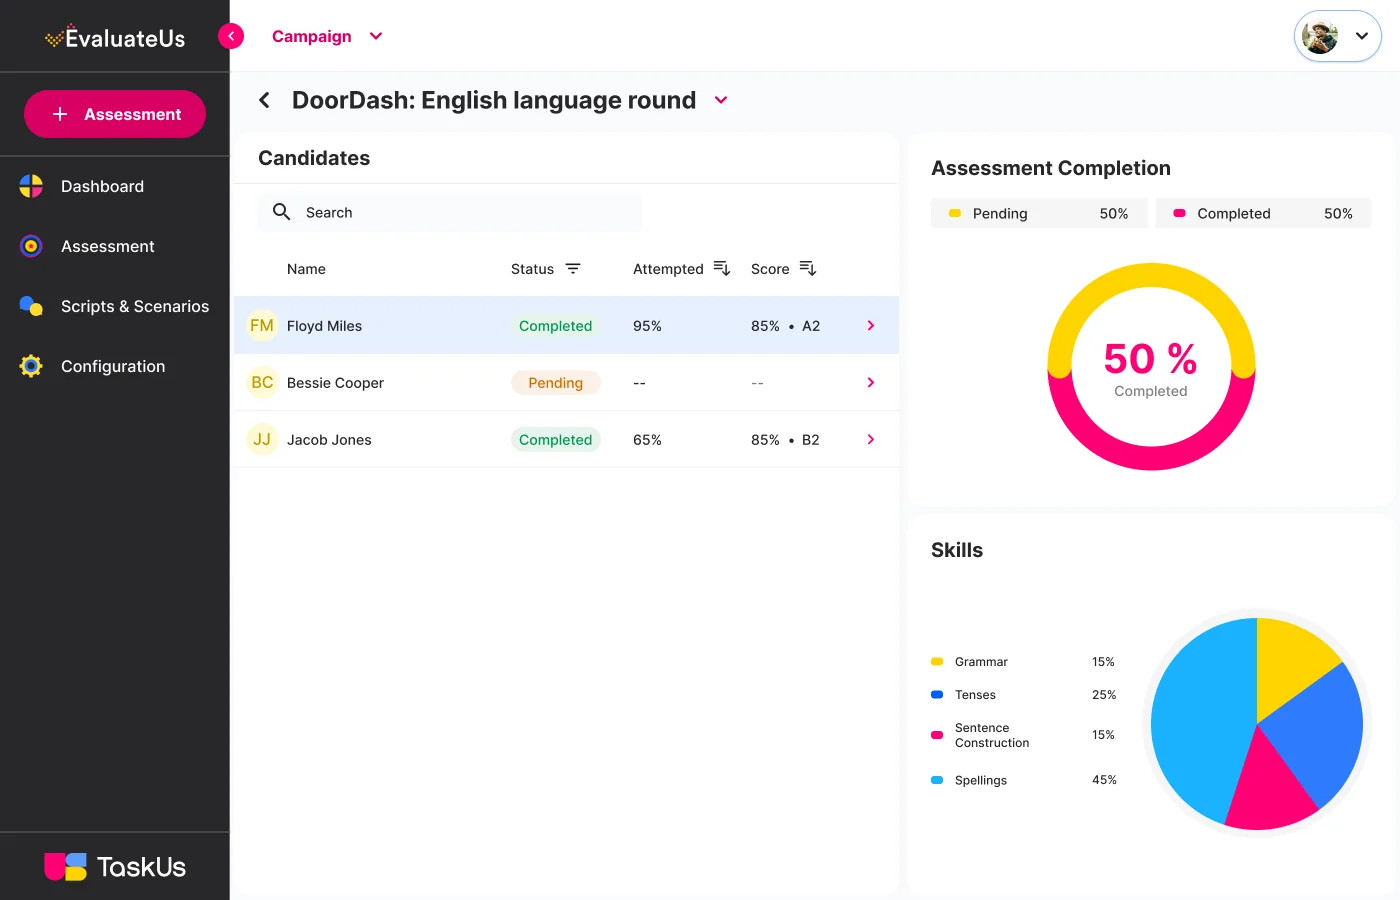 EvaluateUs
Campaign
Assessment
DoorDash: English language round
Dashboard
Assessment
Scripts & Scenarios
Configuration
TaskUs
Candidates
Search
Name Status Attempted Score
FM Floyd Miles Completed 95% 85% • A2
BC Bessie Cooper Pending -- --
JJ Jacob Jones Completed 65% 85% • B2
Assessment Completion
Pending 50% Completed 50%
50 %
Completed
Skills
Grammar 15%
Tenses 25%
Sentence
Construction 15%
Spellings 45%